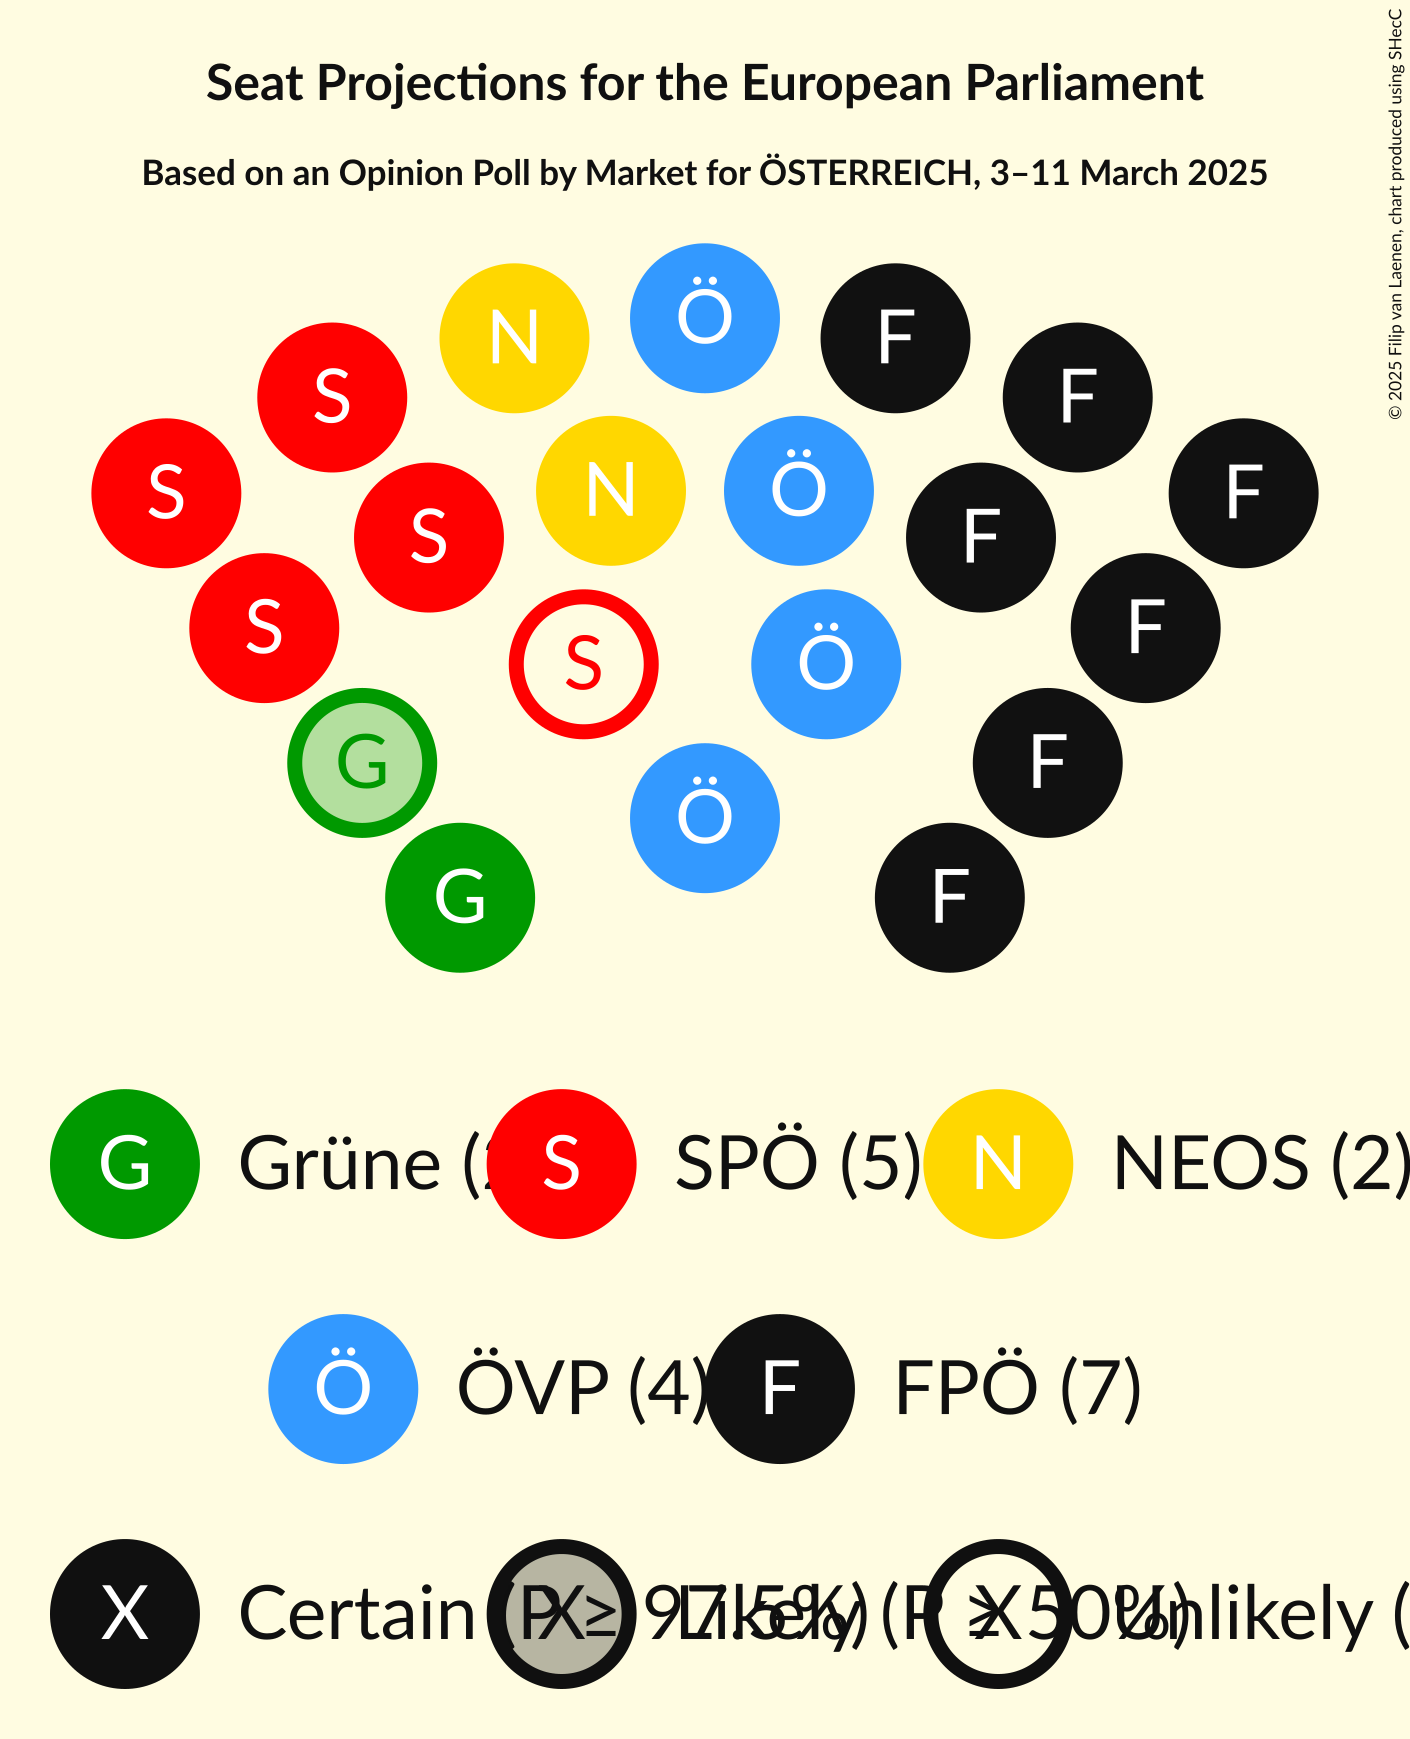 Seat Projections for the European Parliament
Based on an Opinion Poll by Market for ÖSTERREICH, 3–11 March 2025
© 2025 Filip van Laenen, chart produced using SHecC
Ö
N F
S F
S F
N Ö
S F
S F
S Ö
G F
Ö
G F
G Grüne ( S SPÖ (5) N NEOS (2)
Ö ÖVP (4) F FPÖ (7)
X Certain (P ≥ 97.5%) X Likely (P ≥ 50%) X Unlikely (